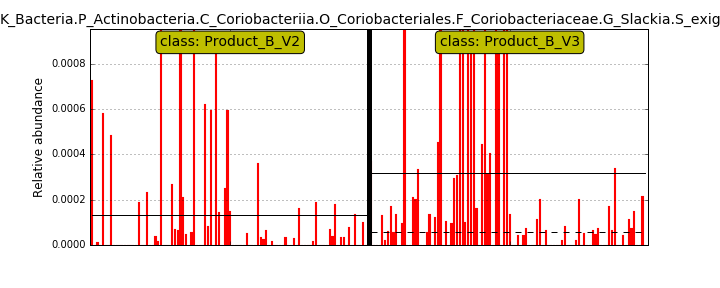 K_Bacteria.P_Actinobacteria.C_Coriobacteriia.O_Coriobacteriales.F_Coriobacteriaceae.G_Slackia.S_exig
class: Product_B_V2
class: Product_B_V3
Relative abundance
0.0008
0.0006
0.0004
0.0002
0.0000